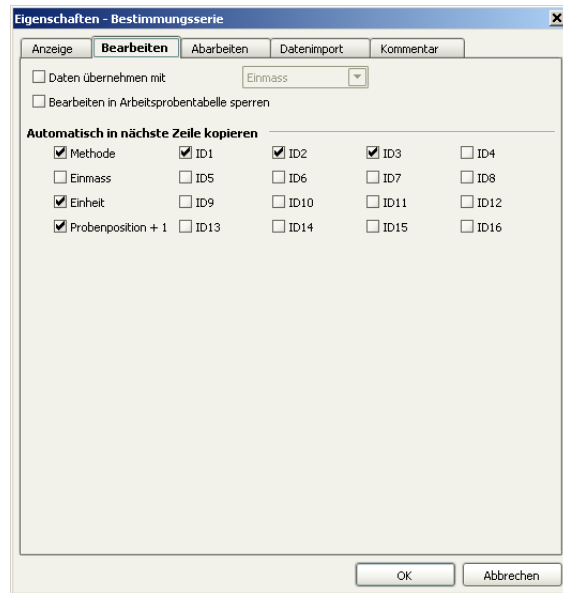 Eigenschaften - Bestimmungsserie
Anzeige Bearbeiten Abarbeiten Datenimport Kommentar
Daten übernehmen mit Einmass
Bearbeiten in Arbeitsprobentabelle sperren
Automatisch in nächste Zeile kopieren
Methode ID1 ID2 ID3 ID4
Einmass ID5 ID6 ID7 ID8
Einheit ID9 ID10 ID11 ID12
Probenposition + 1 ID13 ID14 ID15 ID16
OK Abbrechen